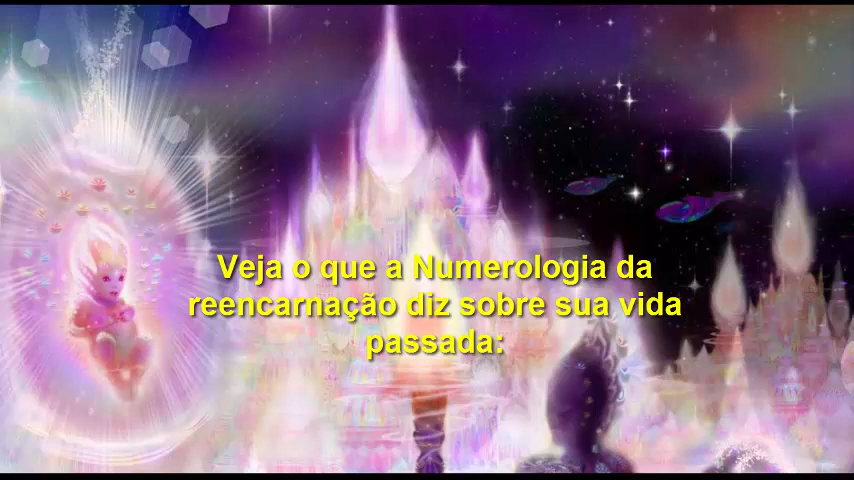 Veja o que a Numerologia da
reencarnação diz sobre sua vida
passada: